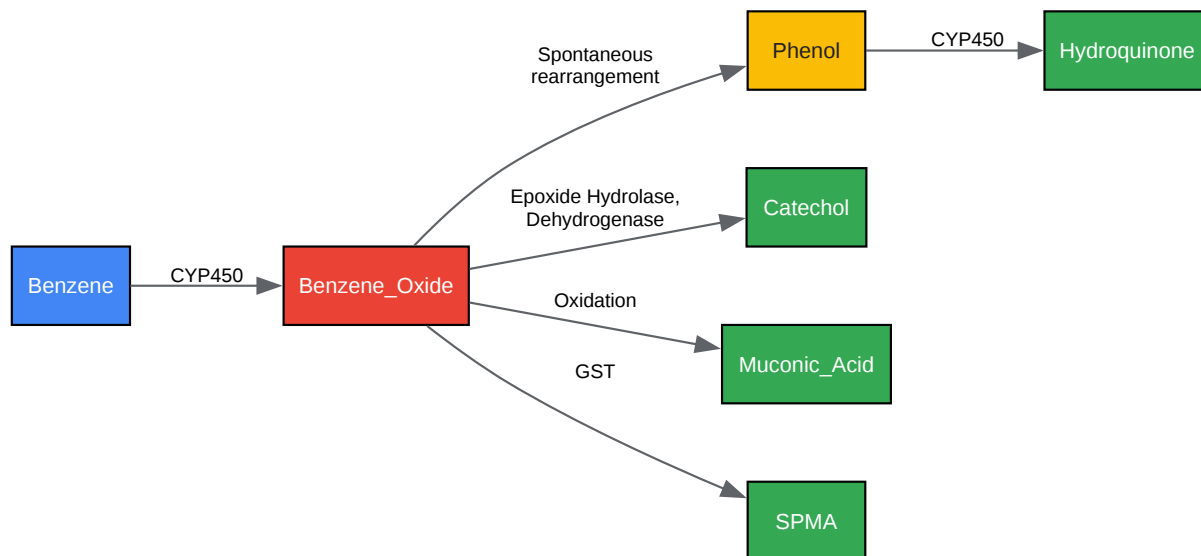 Spontaneous
rearrangement
Phenol
CYP450
Hydroquinone
Epoxide Hydrolase,
Dehydrogenase
Catechol
Benzene
CYP450
Benzene_Oxide
Oxidation
Muconic_Acid
GST
SPMA